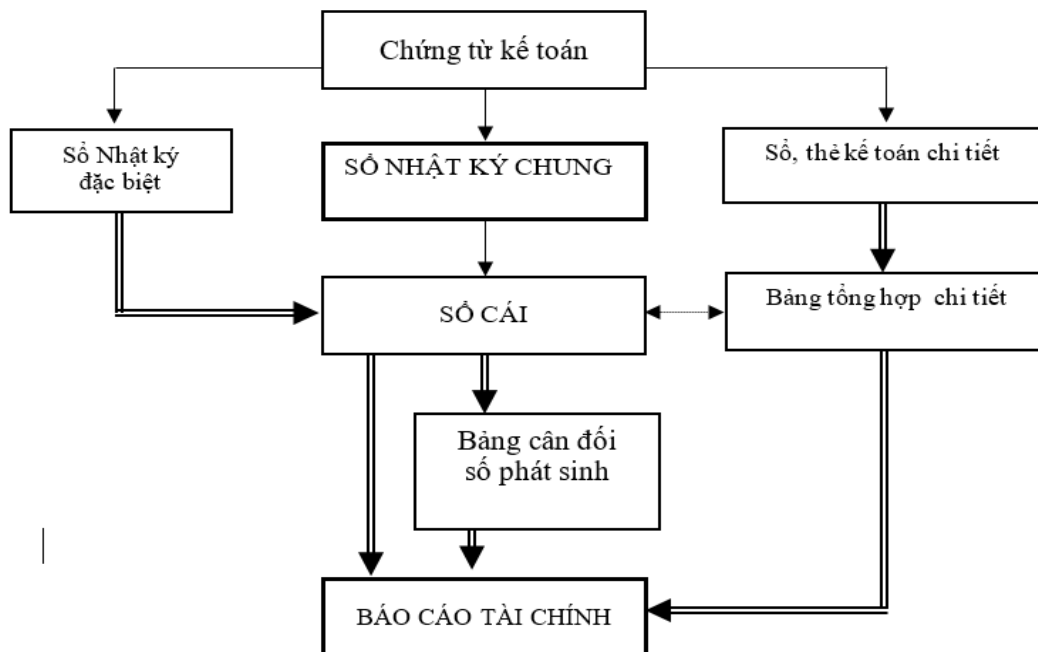 Chứng từ kế toán
Sổ Nhật ký
đặc biệt
SỔ NHẬT KÝ CHUNG
Sổ, thẻ kế toán chi tiết
SỔ CÁI
Bảng tổng hợp chi tiết
Bảng cân đối
số phát sinh
BÁO CÁO TÀI CHÍNH